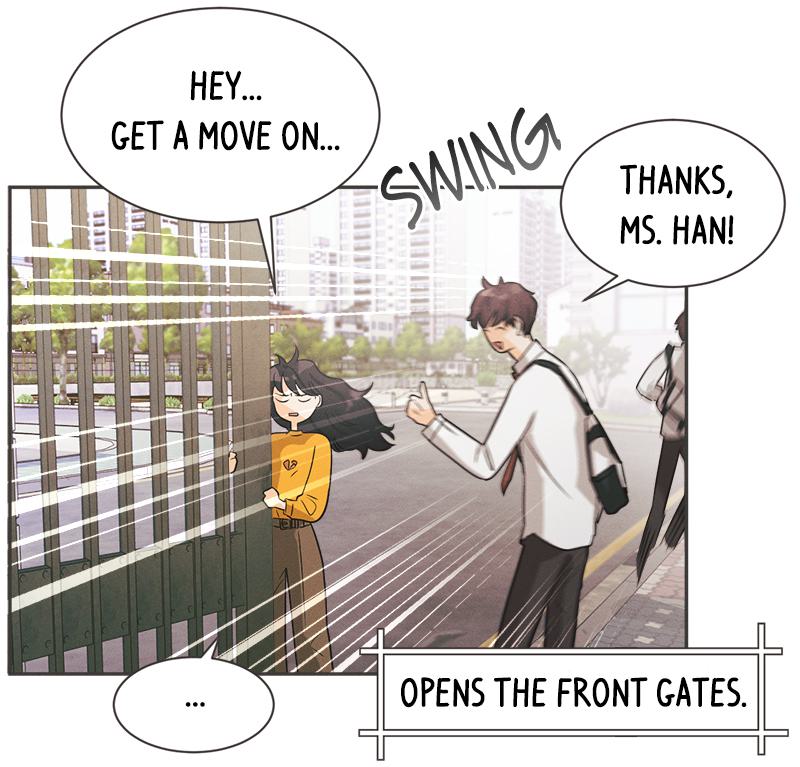 HEY...
GET A MOVE ON...
SWING
THANKS,
MS. HAN!
...
OPENS THE FRONT GATES.